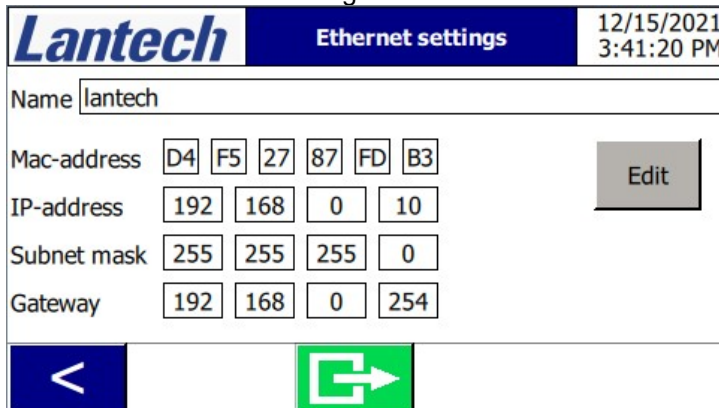 Lantech
Ethernet settings
12/15/2021
3:41:20 PM
Name lantech
Mac-address D4 F5 27 87 FD B3
Edit
IP-address 192 168 0 10
Subnet mask 255 255 255 0
Gateway 192 168 0 254
<